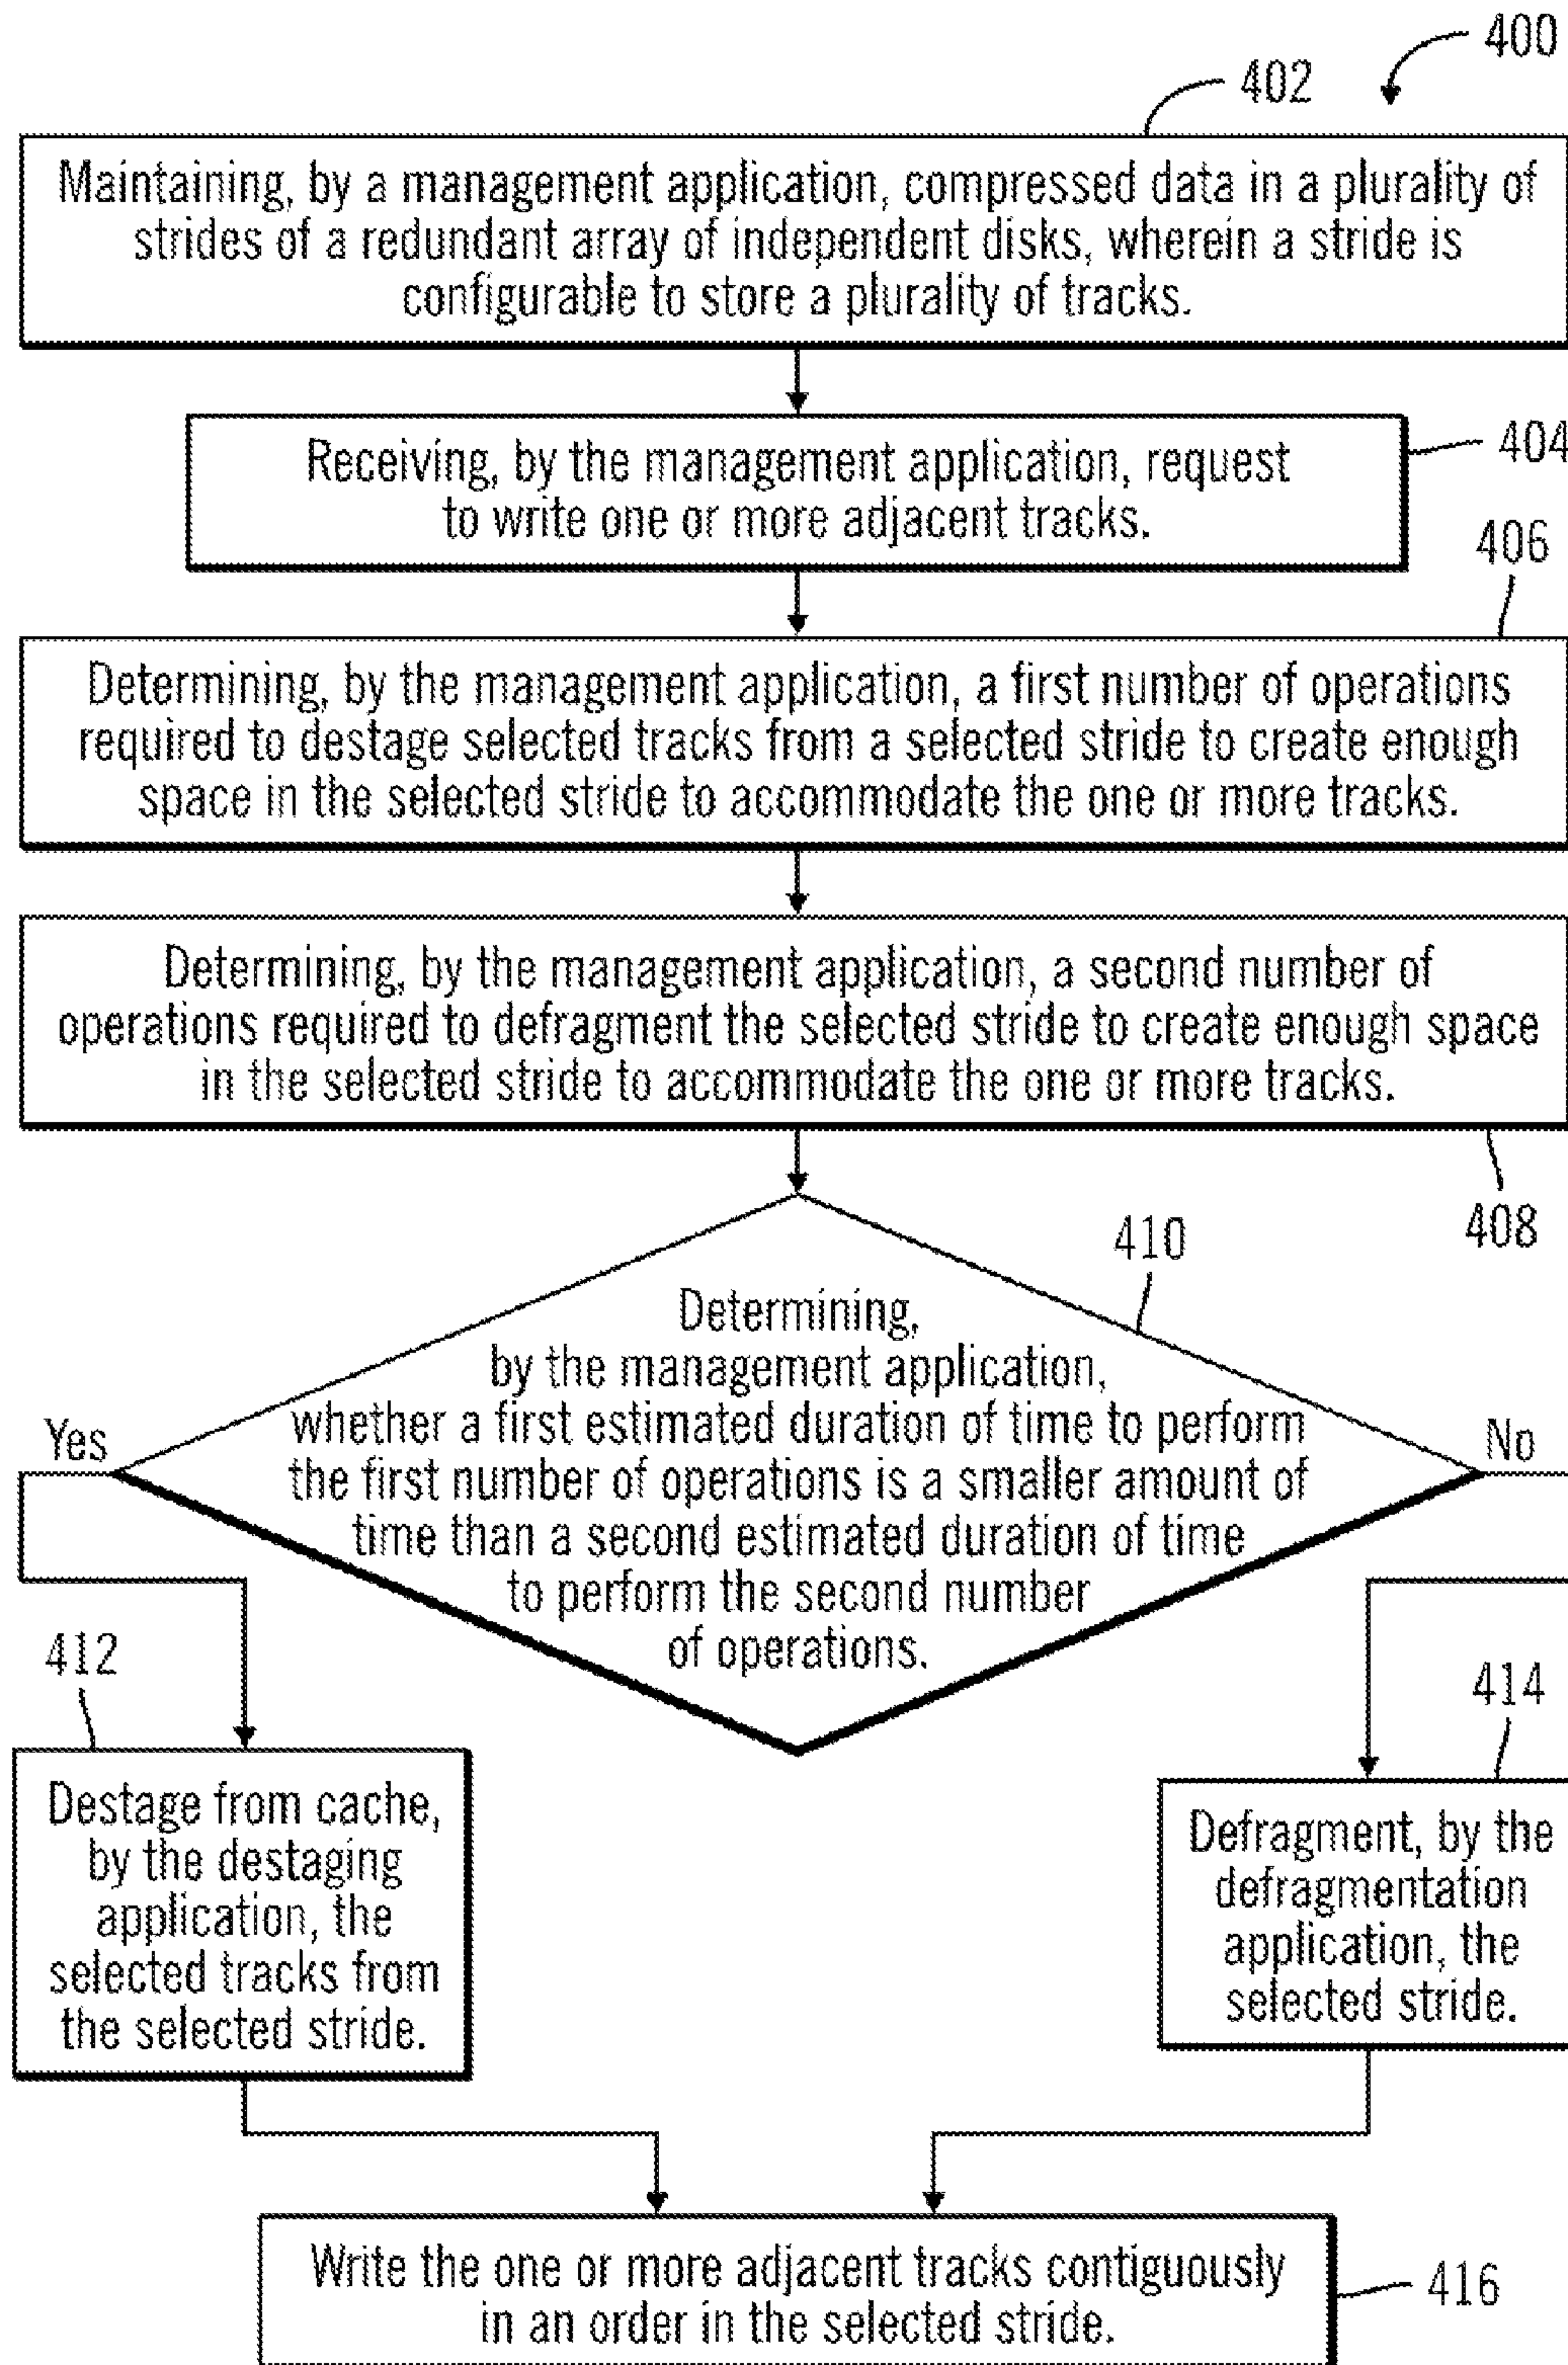 400
402
Maintaining, by a management application, compressed data in a plurality of
strides of a redundant array of independent disks, wherein a stride is
configurable to store a plurality of tracks.
404
Receiving, by the management application, request
to write one or more adjacent tracks.
406
Determining, by the management application, a first number of operations
required to destage selected tracks from a selected stride to create enough
space in the selected stride to accommodate the one or more tracks.
Determining, by the management application, a second number of
operations required to defragment the selected stride to create enough space
in the selected stride to accommodate the one or more tracks.
408
410
Determining,
by the management application,
whether a first estimated duration of time to perform
the first number of operations is a smaller amount of
time than a second estimated duration of time
to perform the second number
of operations.
Yes
No
412
Destage from cache,
by the destaging
application, the
selected tracks from
the selected stride.
414
Defragment, by the
defragmentation
application, the
selected stride.
Write the one or more adjacent tracks contiguously
in an order in the selected stride.
416